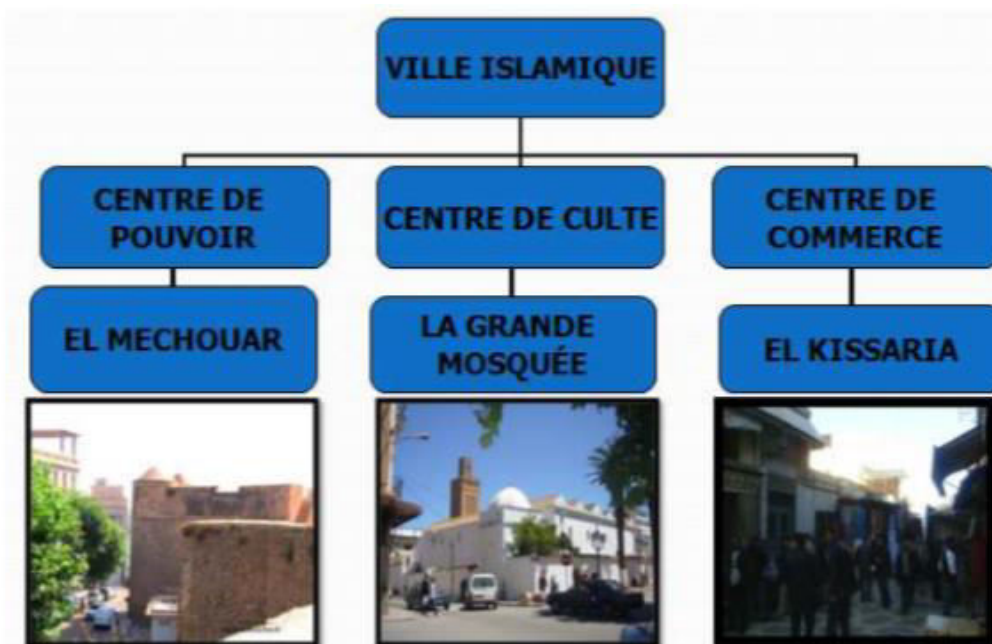 VILLE ISLAMIQUE
CENTRE DE
POUVOIR
CENTRE DE CULTE
CENTRE DE
COMMERCE
EL MECHOUAR
LA GRANDE
MOSQUÉE
EL KISSARIA